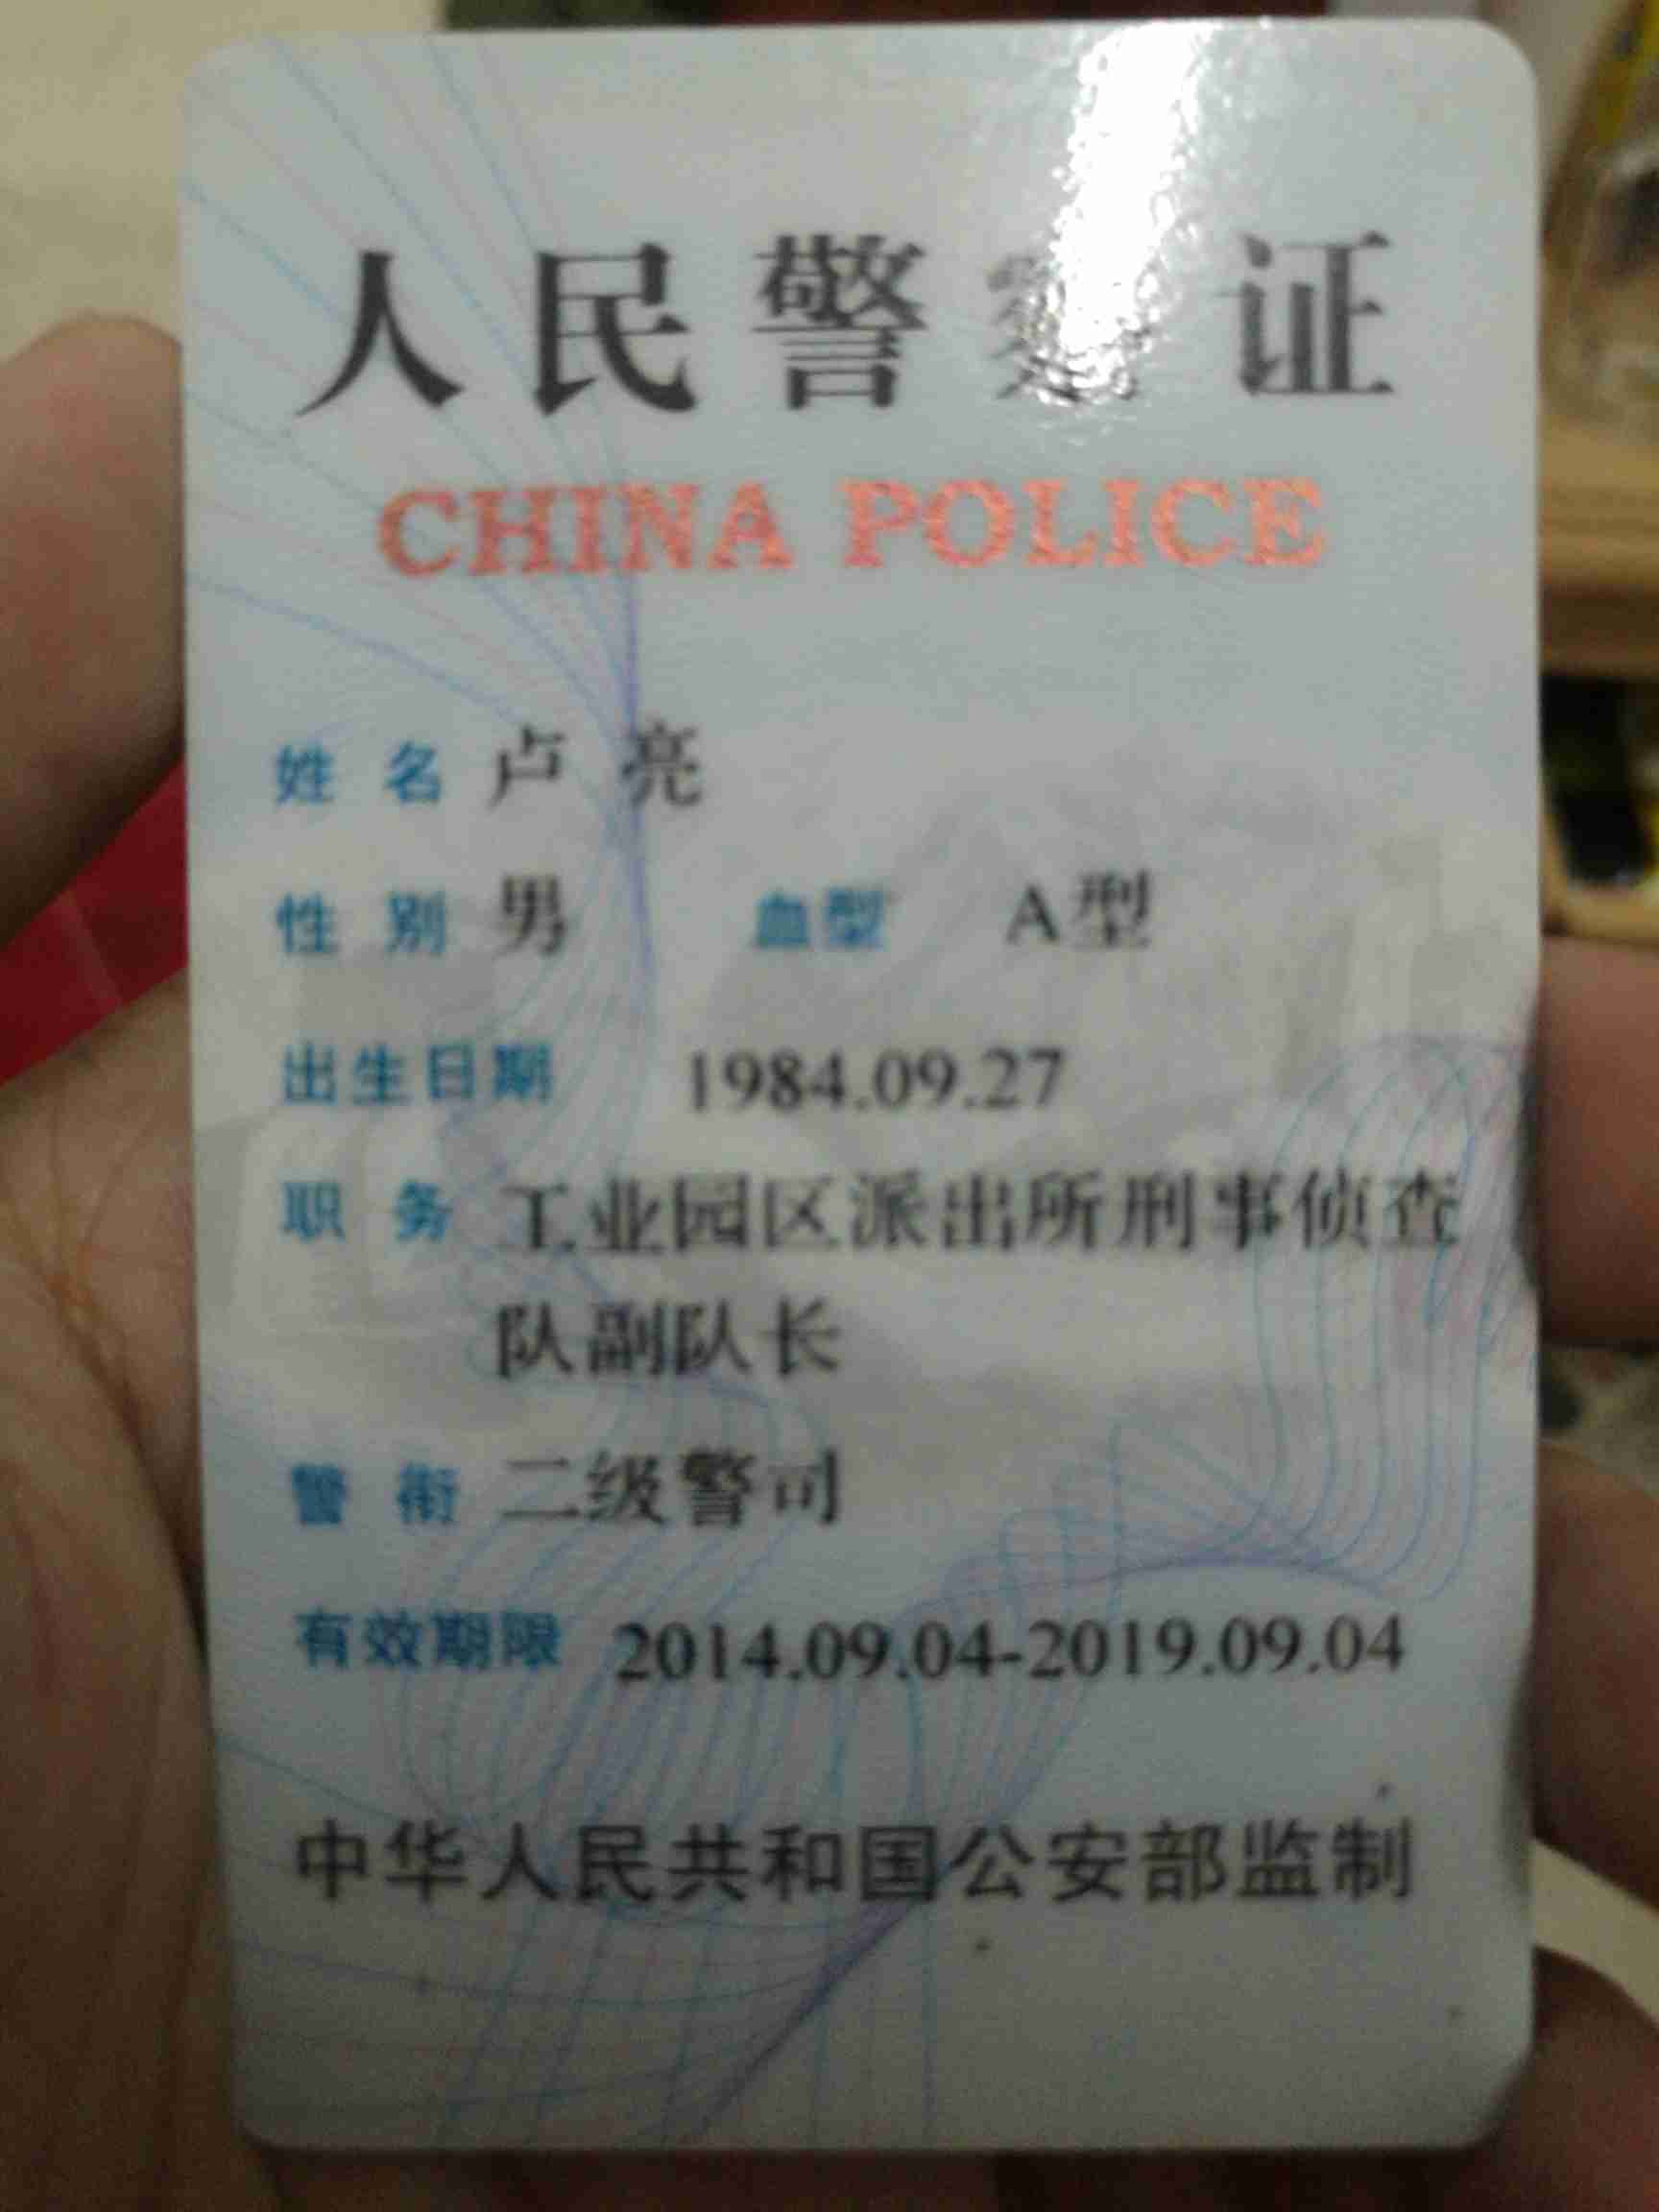 人民警察证
CHINA POLICE
姓名 卢亮
性别 男 血型 A型
出生日期 1984.09.27
职务 工业园区派出所刑事侦查
队副队长
警衔 二级警司
有效期限 2014.09.04-2019.09.04
中华人民共和国公安部监制